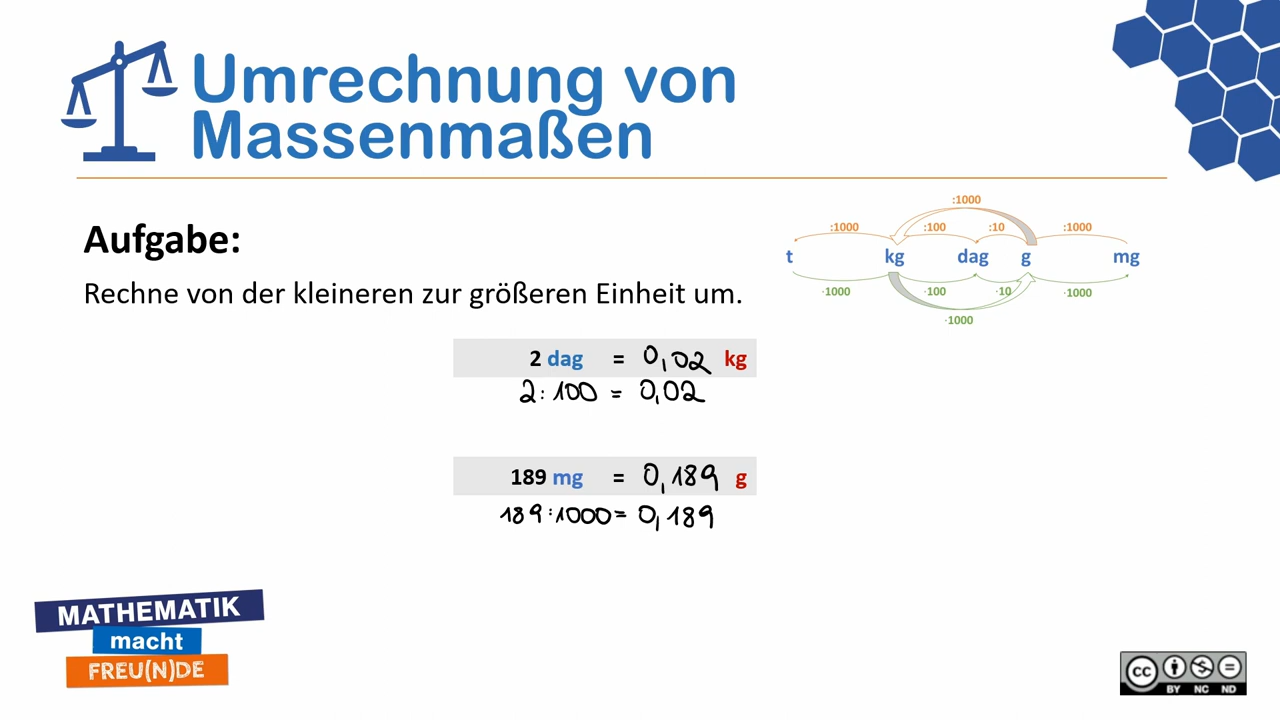 Umrechnung von
Massenmaßen
Aufgabe:
Rechne von der kleineren zur größeren Einheit um.
:1000
:1000 :100 :10 :1000
t kg dag g mg
·1000 ·100 ·10 ·1000
·1000
2 dag = 0,02 kg
2:100 = 0,02
189 mg = 0,189 g
189:1000 = 0,189
MATHEMATIK
macht
FREU(N)DE
cc
BY NC ND